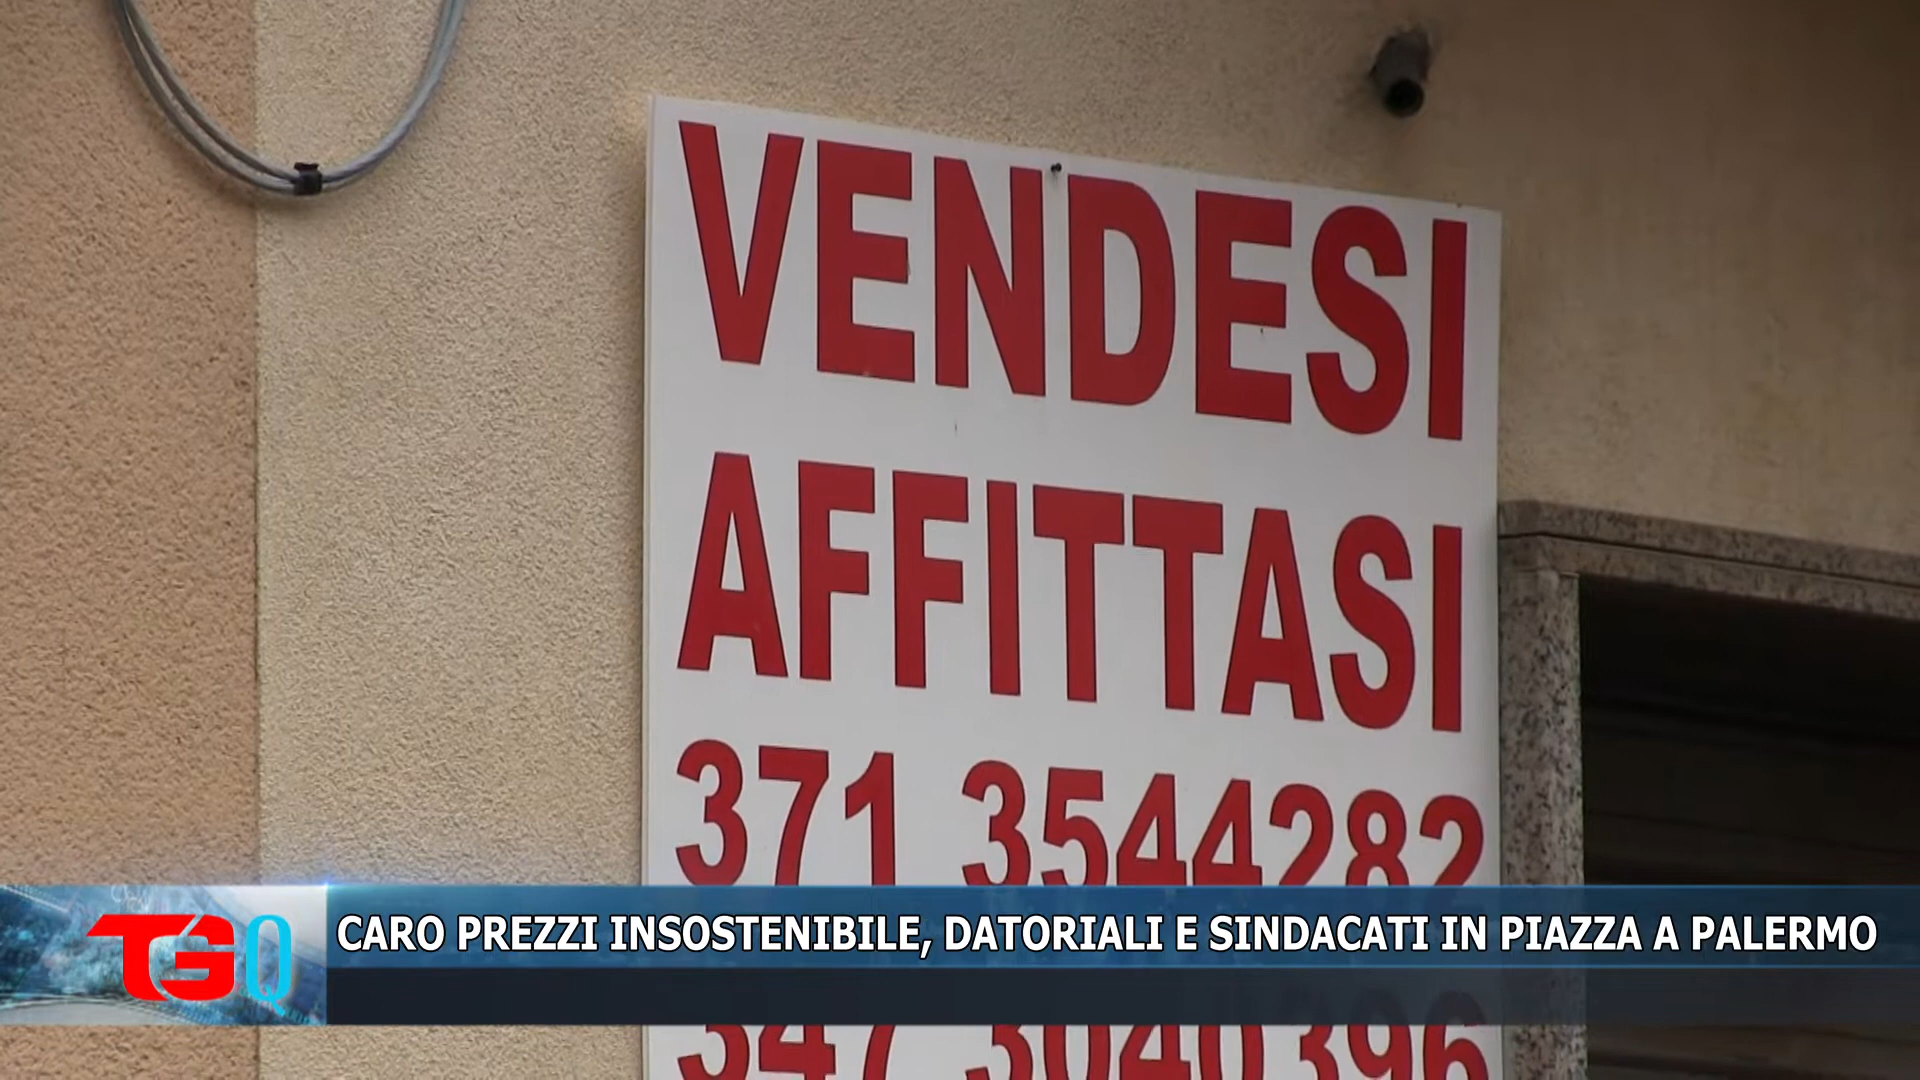 VENDESI
AFFITTASI
371 3544282
TGQ
CARO PREZZI INSOSTENIBILE, DATORIALI E SINDACATI IN PIAZZA A PALERMO
347 3040396